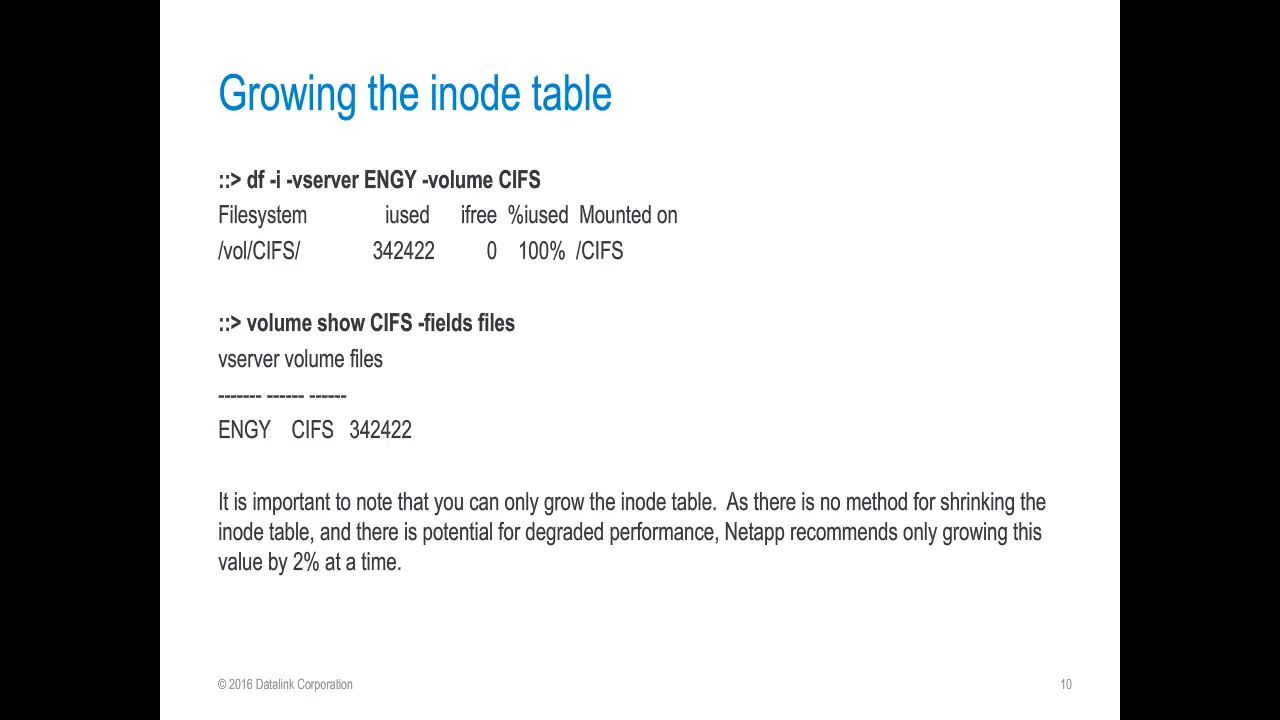 Growing the inode table
::> df -i -vserver ENGY -volume CIFS
Filesystem iused ifree %iused Mounted on
/vol/CIFS/ 342422 0 100% /CIFS
::> volume show CIFS -fields files
vserver volume files
------- ------ ------
ENGY CIFS 342422
It is important to note that you can only grow the inode table. As there is no method for shrinking the
inode table, and there is potential for degraded performance, Netapp recommends only growing this
value by 2% at a time.
© 2016 Datalink Corporation 10